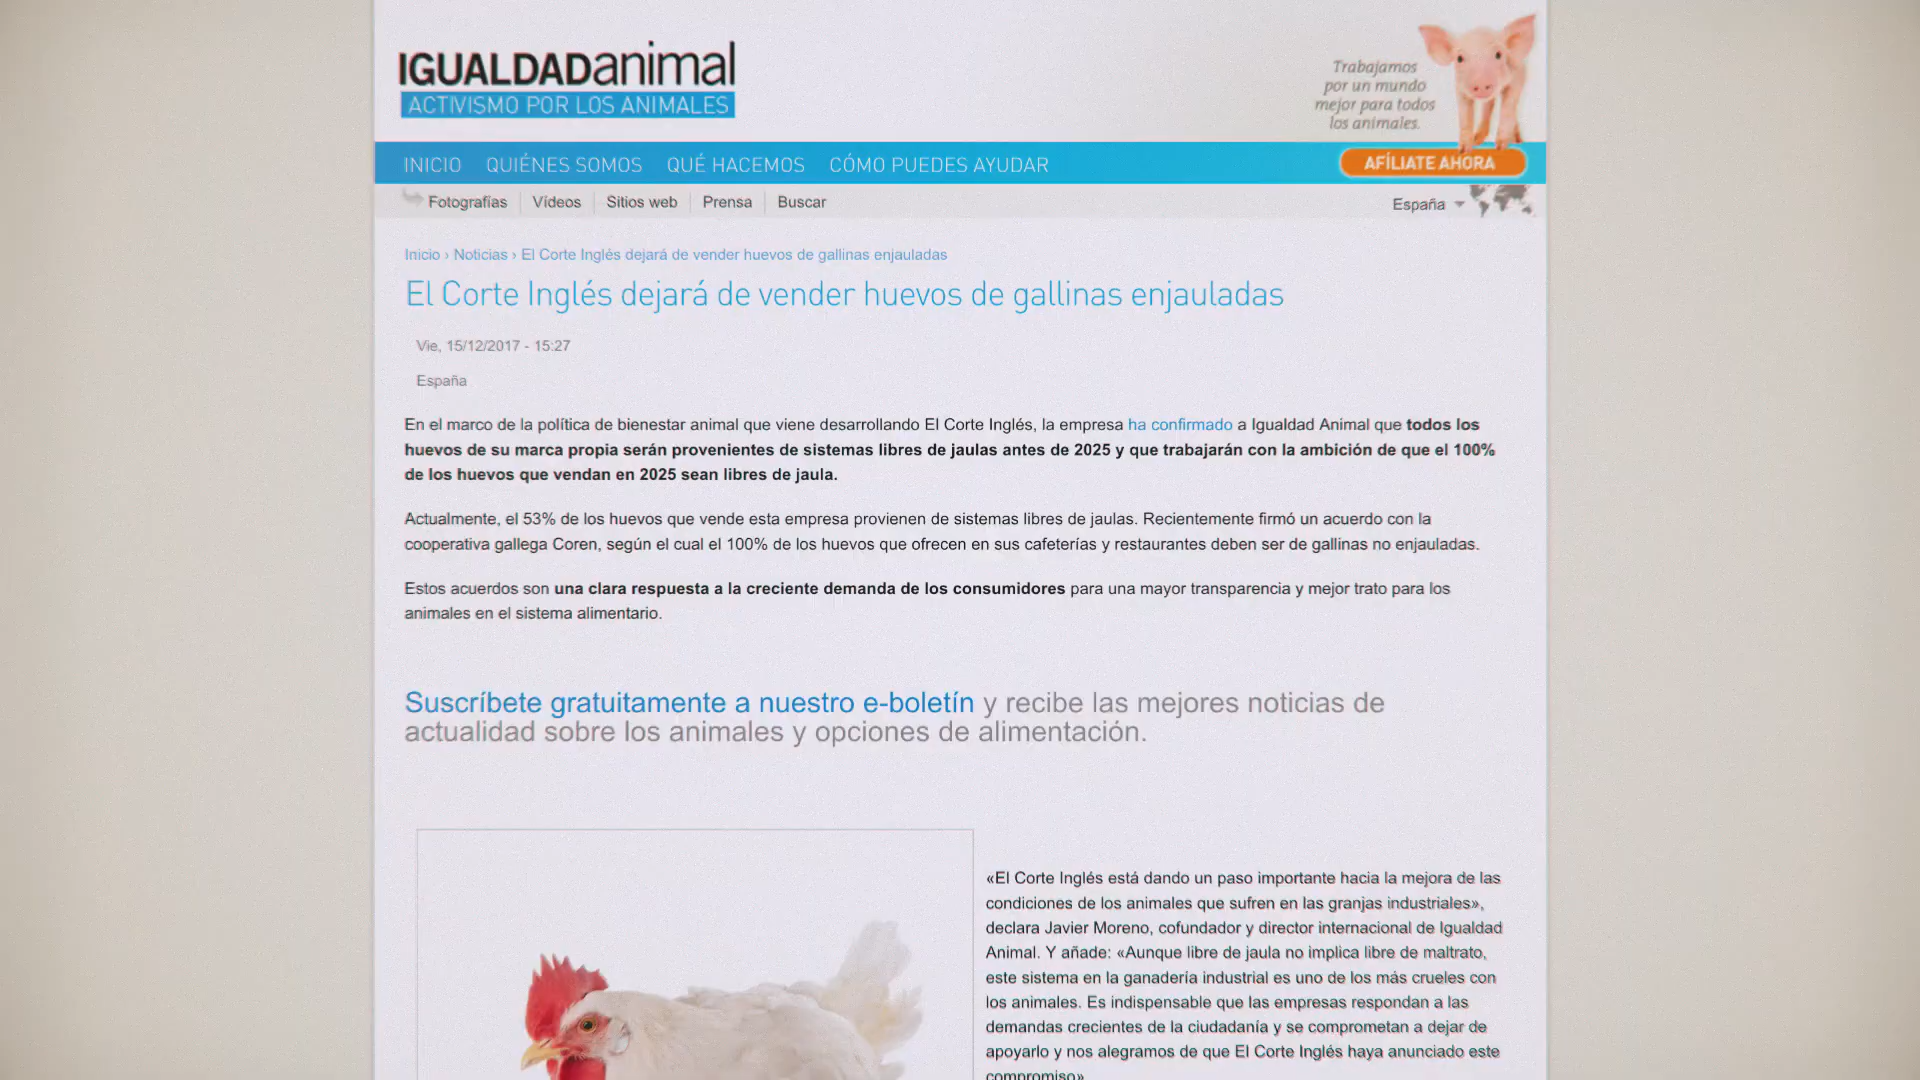 IGUALDADanimal
ACTIVISMO POR LOS ANIMALES
Trabajamos
por un mundo
mejor para todos
los animales.
INICIO QUIÉNES SOMOS QUÉ HACEMOS CÓMO PUEDES AYUDAR
AFÍLIATE AHORA
Fotografías Vídeos Sitios web Prensa Buscar
España
Inicio › Noticias › El Corte Inglés dejará de vender huevos de gallinas enjauladas
El Corte Inglés dejará de vender huevos de gallinas enjauladas
Vie, 15/12/2017 - 15:27
España
En el marco de la política de bienestar animal que viene desarrollando El Corte Inglés, la empresa ha confirmado a Igualdad Animal que todos los
huevos de su marca propia serán provenientes de sistemas libres de jaulas antes de 2025 y que trabajarán con la ambición de que el 100%
de los huevos que vendan en 2025 sean libres de jaula.
Actualmente, el 53% de los huevos que vende esta empresa provienen de sistemas libres de jaulas. Recientemente firmó un acuerdo con la
cooperativa gallega Coren, según el cual el 100% de los huevos que ofrecen en sus cafeterías y restaurantes deben ser de gallinas no enjauladas.
Estos acuerdos son una clara respuesta a la creciente demanda de los consumidores para una mayor transparencia y mejor trato para los
animales en el sistema alimentario.
Suscríbete gratuitamente a nuestro e-boletín y recibe las mejores noticias de
actualidad sobre los animales y opciones de alimentación.
«El Corte Inglés está dando un paso importante hacia la mejora de las
condiciones de los animales que sufren en las granjas industriales»,
declara Javier Moreno, cofundador y director internacional de Igualdad
Animal. Y añade: «Aunque libre de jaula no implica libre de maltrato,
este sistema en la ganadería industrial es uno de los más crueles con
los animales. Es indispensable que las empresas respondan a las
demandas crecientes de la ciudadanía y se comprometan a dejar de
apoyarlo y nos alegramos de que El Corte Inglés haya anunciado este
compromiso»